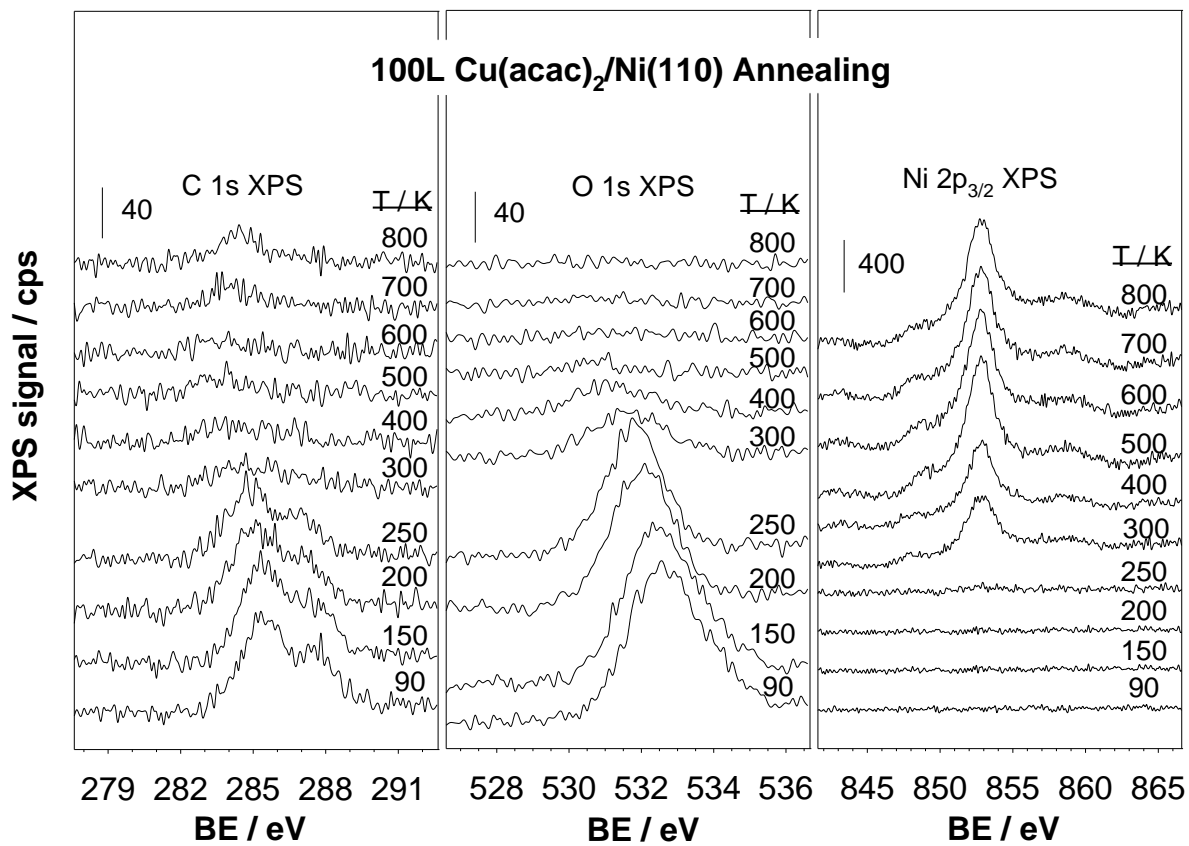 100L Cu(acac)₂/Ni(110) Annealing
XPS signal / cps
C 1s XPS
40
T / K
800
700
600
500
400
300
250
200
150
90
279 282 285 288 291
BE / eV
O 1s XPS
40
T / K
800
700
600
500
400
300
250
200
150
90
528 530 532 534 536
BE / eV
Ni 2p₃/₂ XPS
400
T / K
800
700
600
500
400
300
250
200
150
90
845 850 855 860 865
BE / eV